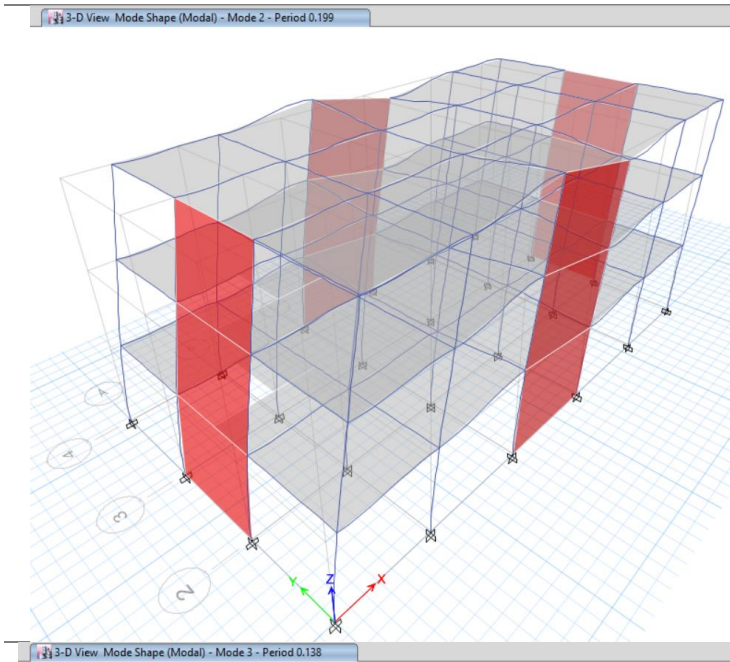 3-D View Mode Shape (Modal) - Mode 2 - Period 0.199
A
4
3
2
Y
Z
X
3-D View Mode Shape (Modal) - Mode 3 - Period 0.138